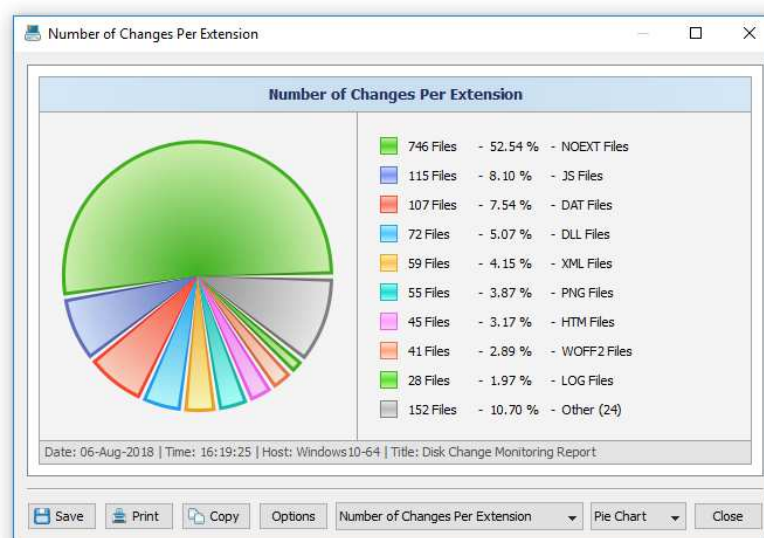 Number of Changes Per Extension
Number of Changes Per Extension
746 Files - 52.54 % - NOEXT Files
115 Files - 8.10 % - JS Files
107 Files - 7.54 % - DAT Files
72 Files - 5.07 % - DLL Files
59 Files - 4.15 % - XML Files
55 Files - 3.87 % - PNG Files
45 Files - 3.17 % - HTM Files
41 Files - 2.89 % - WOFF2 Files
28 Files - 1.97 % - LOG Files
152 Files - 10.70 % - Other (24)
Date: 06-Aug-2018 | Time: 16:19:25 | Host: Windows10-64 | Title: Disk Change Monitoring Report
Save Print Copy Options Number of Changes Per Extension Pie Chart Close